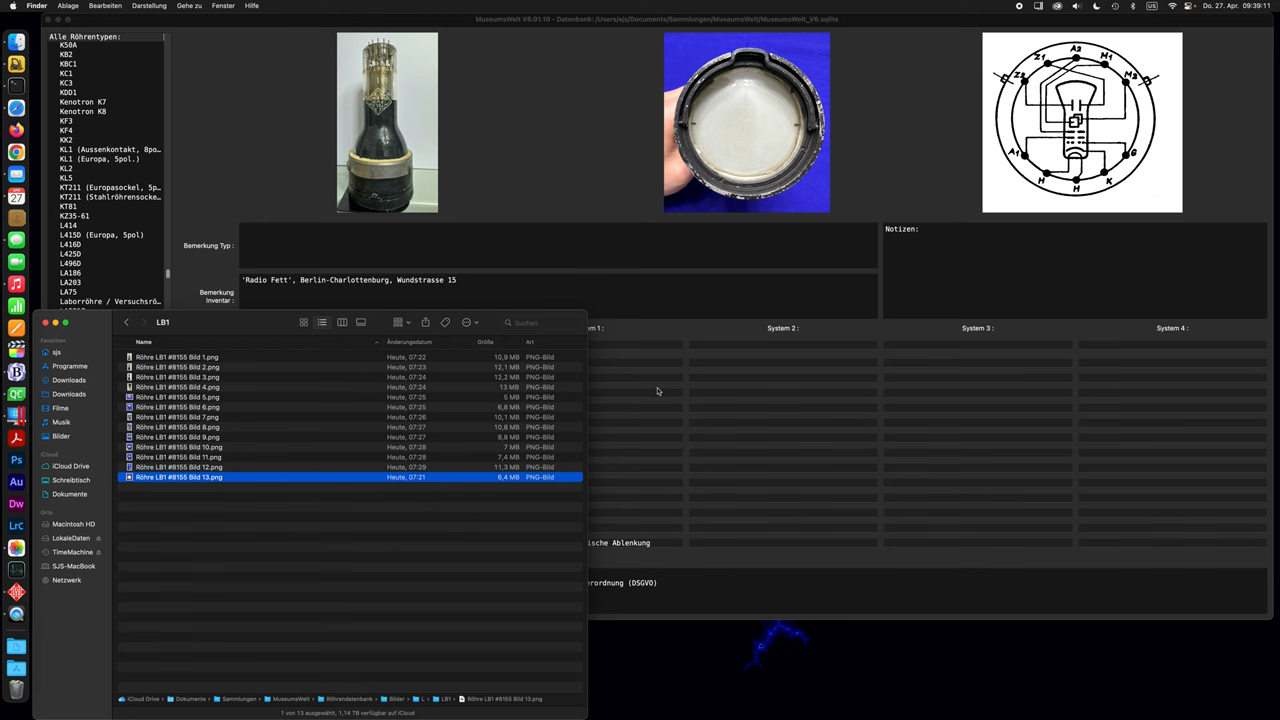 Finder Ablage Bearbeiten Darstellung Gehe zu Fenster Hilfe
US
Do. 27. Apr. 09:39:11
MuseumsWelt V6.01.10 - Datenbank: /Users/sjs/Documents/Sammlungen/MuseumsWelt/MuseumsWelt_V6.sqlite
Alle Röhrentypen:
K50A
KB2
KBC1
KC1
KC3
KDD1
Kenotron K7
Kenotron K8
KF3
KF4
KK2
KL1 (Aussenkontakt, 8po…
KL1 (Europa, 5pol.)
KL2
KL5
KT211 (Europasockel, 5p…
KT211 (Stahlröhrensocke…
KT81
KZ35-61
L414
L415D (Europa, 5pol)
L416D
L425D
L496D
LA186
LA203
LA75
Laborröhre / Versuchsrö…
Z2 Z1 A2 M1 M2
A1 H H K G
Bemerkung Typ :
Notizen:
Bemerkung
Inventar :
'Radio Fett', Berlin-Charlottenburg, Wundstrasse 15
em 1 : System 2 : System 3 : System 4 :
ische Ablenkung
erordnung (DSGVO)
LB1
Suchen
Favoriten
sjs
Programme
Downloads
Downloads
Filme
Musik
Bilder
iCloud
iCloud Drive
Schreibtisch
Dokumente
Orte
Macintosh HD
LokaleDaten
TimeMachine
SJS-MacBook
Netzwerk
Name Änderungsdatum Größe Art
Röhre LB1 #8155 Bild 1.png Heute, 07:22 10,9 MB PNG-Bild
Röhre LB1 #8155 Bild 2.png Heute, 07:23 12,1 MB PNG-Bild
Röhre LB1 #8155 Bild 3.png Heute, 07:24 12,2 MB PNG-Bild
Röhre LB1 #8155 Bild 4.png Heute, 07:24 13 MB PNG-Bild
Röhre LB1 #8155 Bild 5.png Heute, 07:25 5 MB PNG-Bild
Röhre LB1 #8155 Bild 6.png Heute, 07:25 6,8 MB PNG-Bild
Röhre LB1 #8155 Bild 7.png Heute, 07:26 10,1 MB PNG-Bild
Röhre LB1 #8155 Bild 8.png Heute, 07:27 10,8 MB PNG-Bild
Röhre LB1 #8155 Bild 9.png Heute, 07:27 8,8 MB PNG-Bild
Röhre LB1 #8155 Bild 10.png Heute, 07:28 7 MB PNG-Bild
Röhre LB1 #8155 Bild 11.png Heute, 07:28 7,4 MB PNG-Bild
Röhre LB1 #8155 Bild 12.png Heute, 07:29 11,3 MB PNG-Bild
Röhre LB1 #8155 Bild 13.png Heute, 07:21 6,4 MB PNG-Bild
iCloud Drive Dokumente Sammlungen MuseumsWelt Röhrendatenbank Bilder L LB1 Röhre LB1 #8155 Bild 13.png
1 von 13 ausgewählt, 1,14 TB verfügbar auf iCloud
27
QC
Ps
Au
Dw
LrC